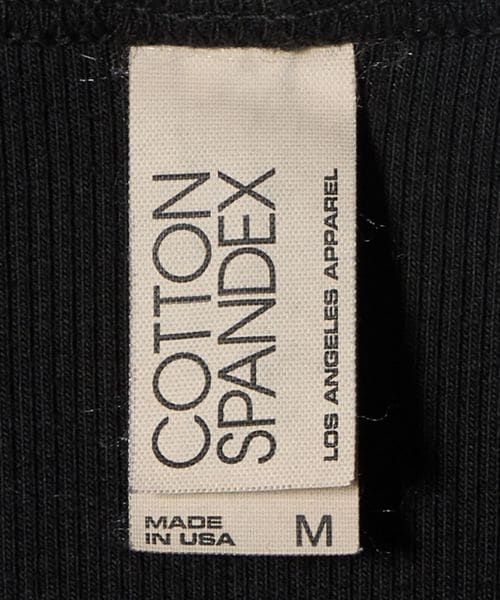 COTTON
SPANDEX
LOS ANGELES APPAREL
MADE
IN USA
M